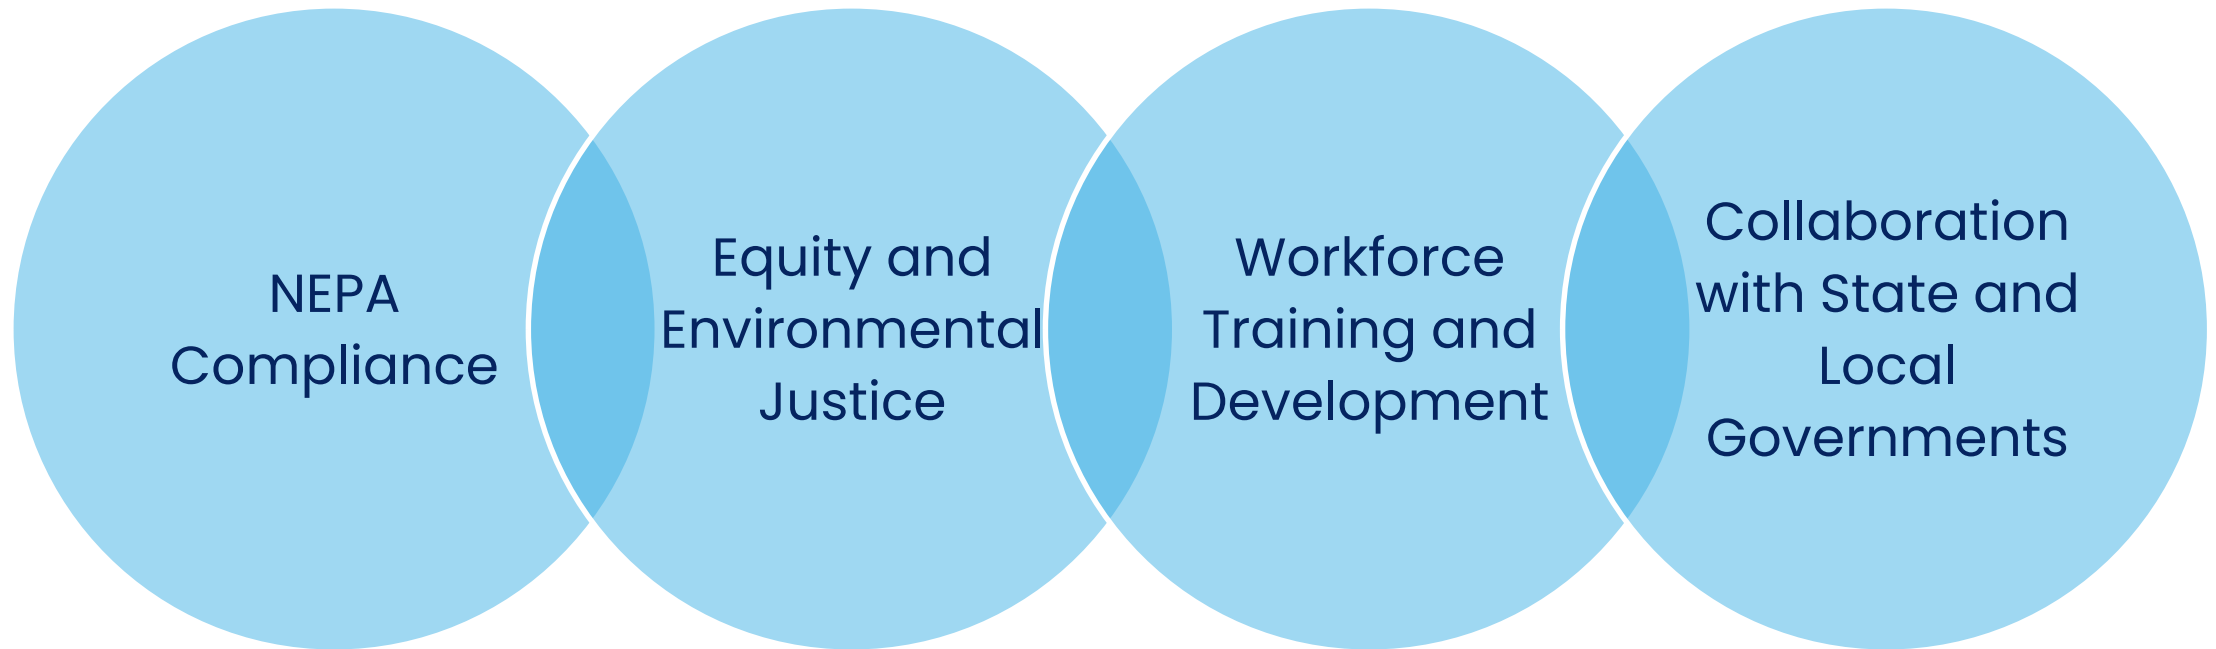 NEPA
Compliance
Equity and
Environmental
Justice
Workforce
Training and
Development
Collaboration
with State and
Local
Governments